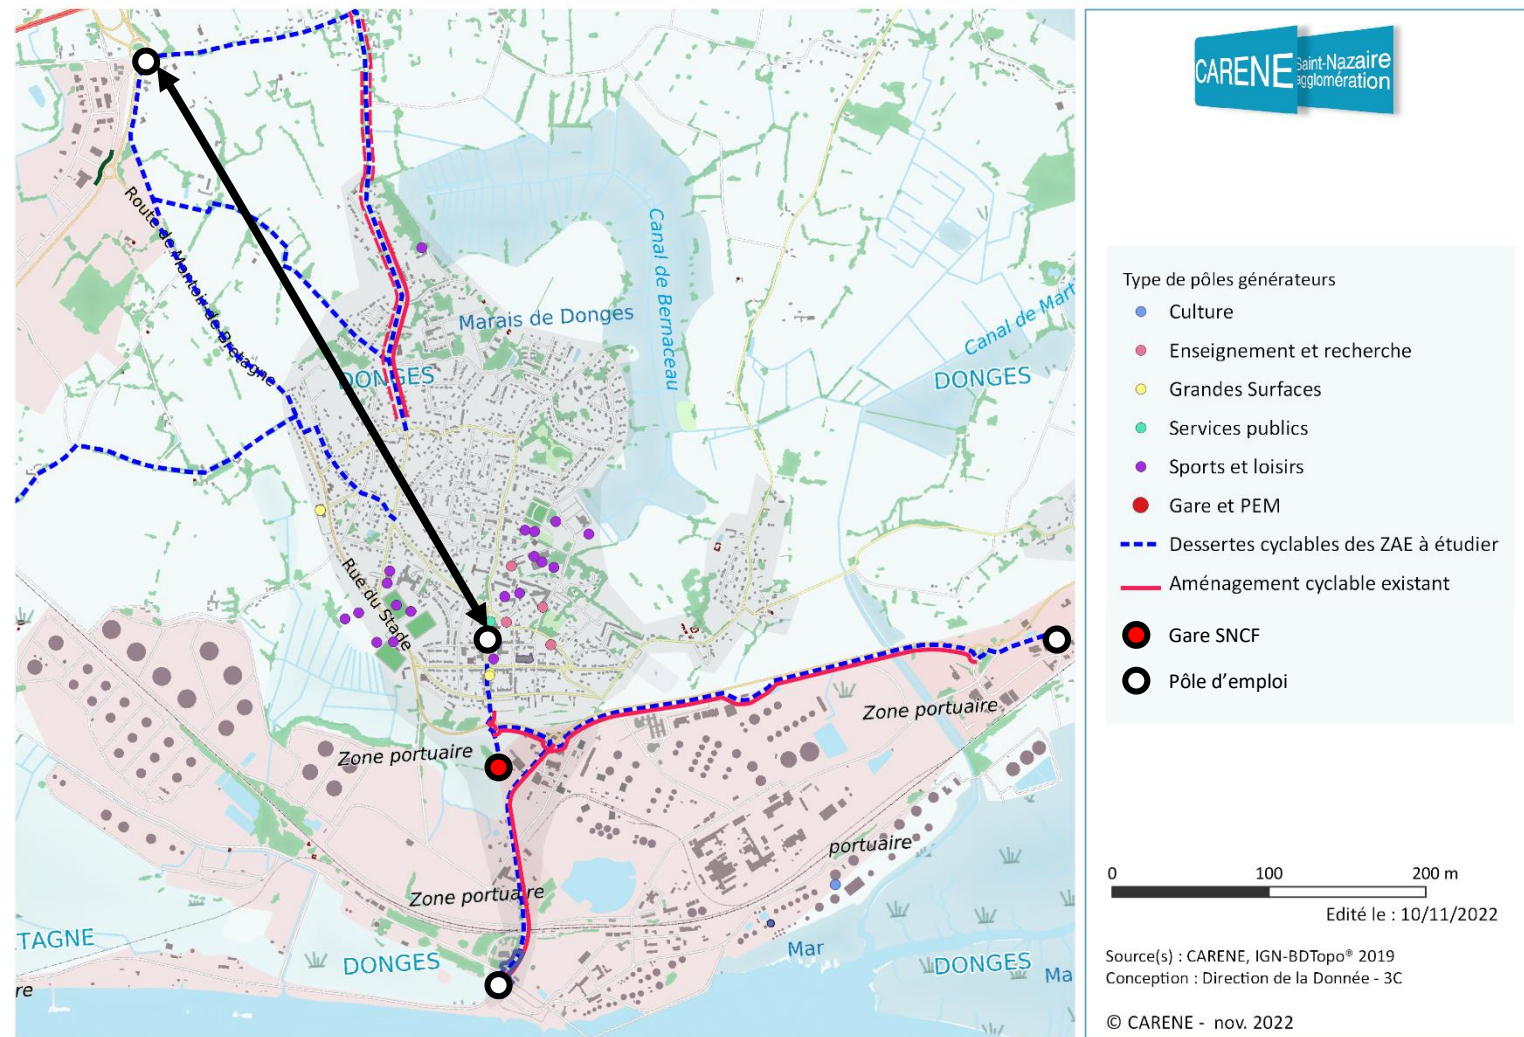 Route de Montoir de Bretagne
Canal de Bernaceau
Marais de Donges
Canal de Mart
DONGES
DONGES
Rue du Stade
Zone portuaire
Zone portuaire
portuaire
Zone portuaire
TAGNE
DONGES
Mar
DONGES
Ma
re
CARENE
Saint-Nazaire
agglomération
Type de pôles générateurs
Culture
Enseignement et recherche
Grandes Surfaces
Services publics
Sports et loisirs
Gare et PEM
Dessertes cyclables des ZAE à étudier
Aménagement cyclable existant
Gare SNCF
Pôle d’emploi
0 100 200 m
Edité le : 10/11/2022
Source(s) : CARENE, IGN-BDTopo® 2019
Conception : Direction de la Donnée - 3C
© CARENE - nov. 2022